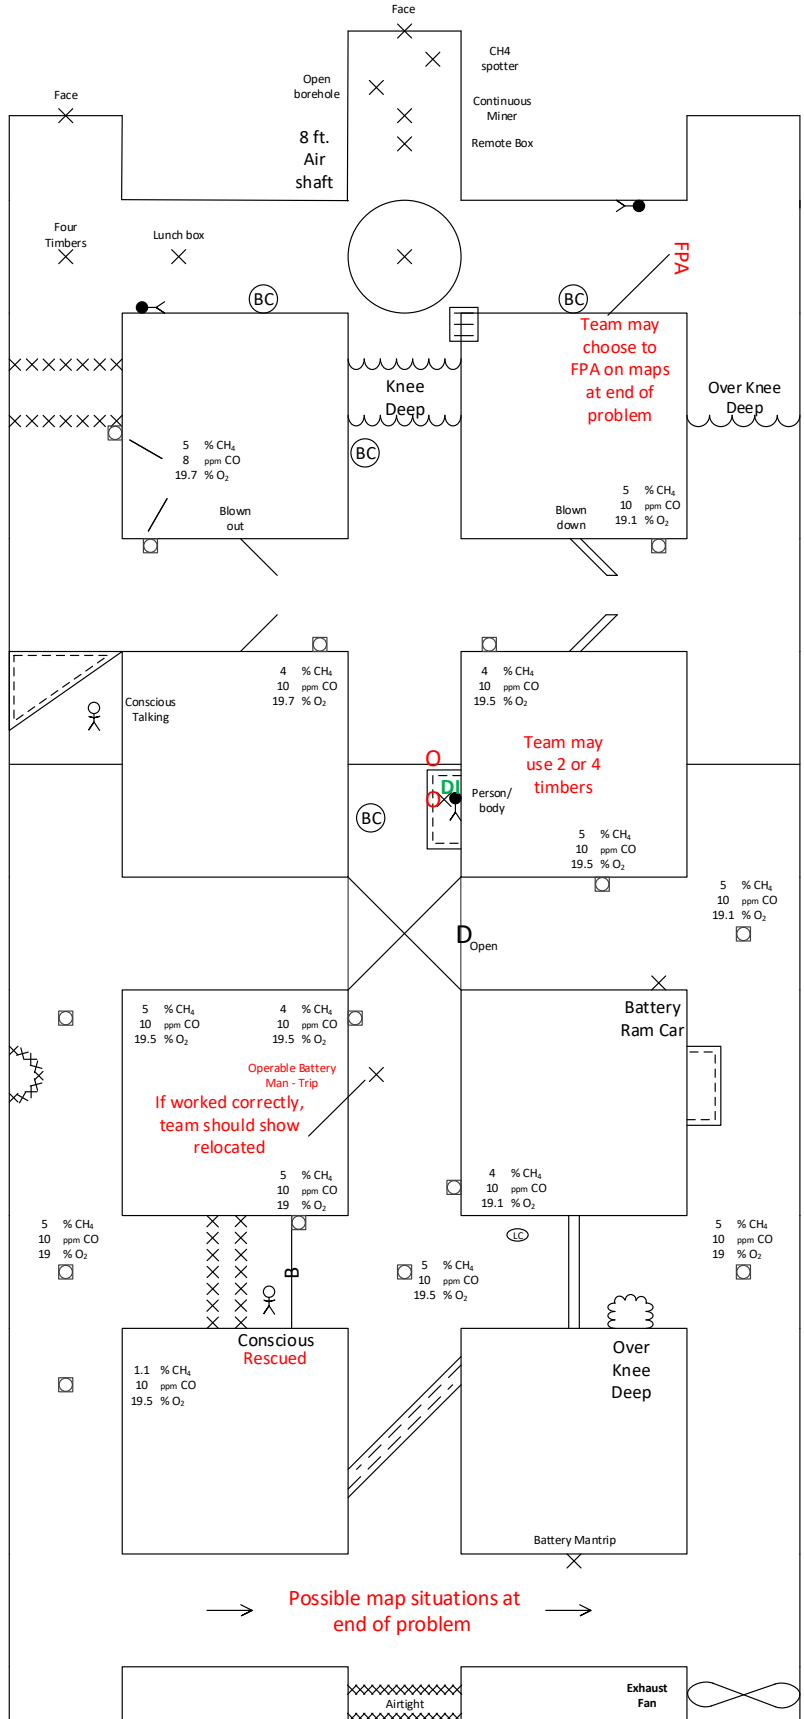 Face
CH4
spotter
Open
borehole
Face
Continuous
Miner
8 ft.
Air
shaft
Remote Box
Four
Timbers
Lunch box
FPA
BC
BC
Team may
choose to
FPA on maps
at end of
problem
Knee
Deep
Over Knee
Deep
BC
5 % CH₄
8 ppm CO
19.7 % O₂
5 % CH₄
10 ppm CO
19.1 % O₂
Blown
out
Blown
down
4 % CH₄
10 ppm CO
19.7 % O₂
4 % CH₄
10 ppm CO
19.5 % O₂
Conscious
Talking
Team may
use 2 or 4
timbers
O
DI
O
Person/
body
BC
5 % CH₄
10 ppm CO
19.5 % O₂
5 % CH₄
10 ppm CO
19.1 % O₂
D
Open
5 % CH₄
10 ppm CO
19.5 % O₂
4 % CH₄
10 ppm CO
19.5 % O₂
Battery
Ram Car
Operable Battery
Man - Trip
If worked correctly,
team should show
relocated
5 % CH₄
10 ppm CO
19 % O₂
4 % CH₄
10 ppm CO
19.1 % O₂
5 % CH₄
10 ppm CO
19 % O₂
LC
5 % CH₄
10 ppm CO
19 % O₂
B
5 % CH₄
10 ppm CO
19.5 % O₂
Conscious
Rescued
Over
Knee
Deep
1.1 % CH₄
10 ppm CO
19.5 % O₂
Battery Mantrip
Possible map situations at
end of problem
Airtight
Exhaust
Fan